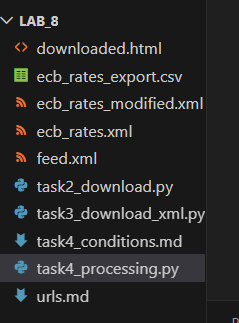 LAB_8
downloaded.html
ecb_rates_export.csv
ecb_rates_modified.xml
ecb_rates.xml
feed.xml
task2_download.py
task3_download_xml.py
task4_conditions.md
task4_processing.py
urls.md